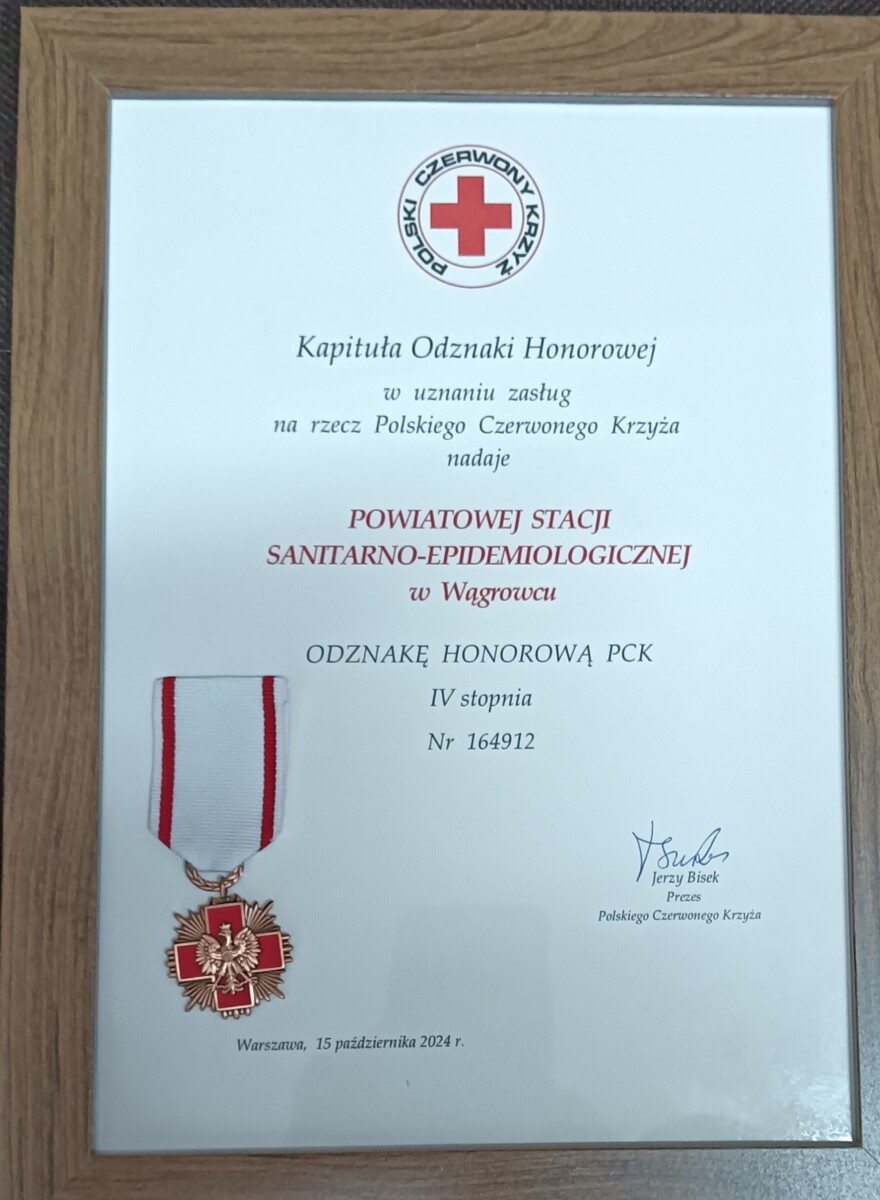 POLSKI CZERWONY KRZYŻ
Kapituła Odznaki Honorowej
w uznaniu zasług
na rzecz Polskiego Czerwonego Krzyża
nadaje
POWIATOWEJ STACJI
SANITARNO-EPIDEMIOLOGICZNEJ
w Wągrowcu
ODZNAKĘ HONOROWĄ PCK
IV stopnia
Nr 164912
Jerzy Bisek
Prezes
Polskiego Czerwonego Krzyża
Warszawa, 15 października 2024 r.